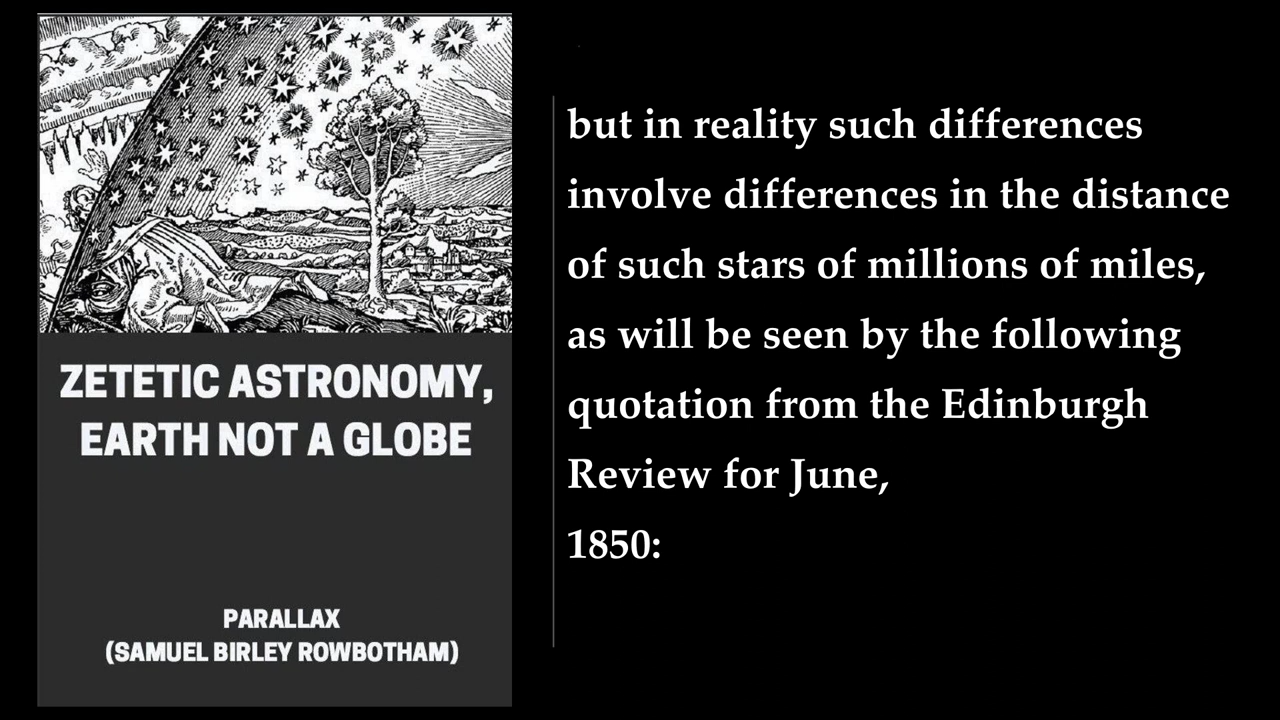 ZETETIC ASTRONOMY,
EARTH NOT A GLOBE
PARALLAX
(SAMUEL BIRLEY ROWBOTHAM)
but in reality such differences
involve differences in the distance
of such stars of millions of miles,
as will be seen by the following
quotation from the Edinburgh
Review for June,
1850: